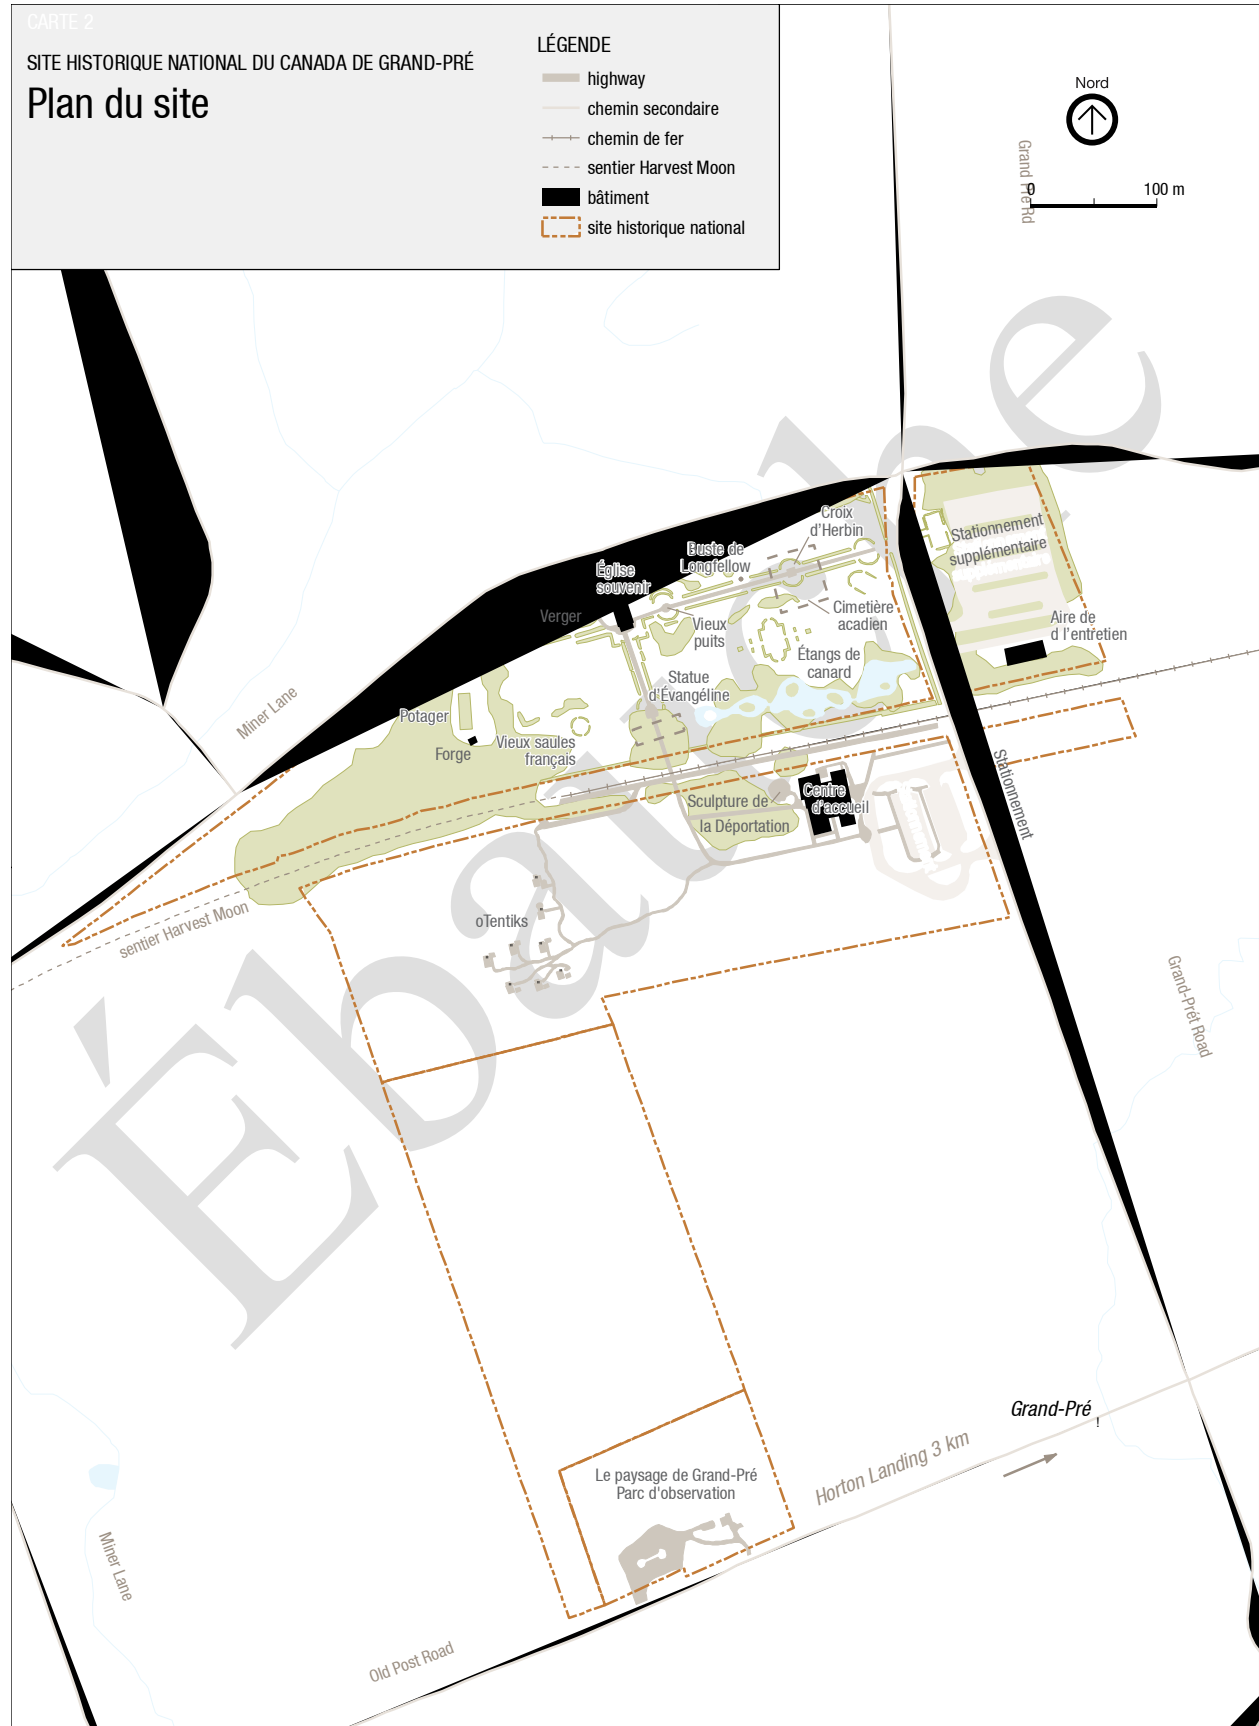 CARTE 2
SITE HISTORIQUE NATIONAL DU CANADA DE GRAND-PRÉ
Plan du site
LÉGENDE
highway
chemin secondaire
chemin de fer
sentier Harvest Moon
bâtiment
site historique national
Nord
0 100 m
Grand Pré Rd
Ébauche
Croix
d'Herbin
Stationnement
supplémentaire
Buste de
Longfellow
Église
souvenir
Verger
Vieux
puits
Cimetière
acadien
Aire de
d l'entretien
Étangs de
canard
Statue
d'Évangéline
Miner Lane
Potager
Forge
Vieux saules
français
Stationnement
Sculpture de
la Déportation
Centre
d'accueil
oTentiks
sentier Harvest Moon
Grand-Prét Road
Grand-Pré
!
Horton Landing 3 km
Le paysage de Grand-Pré
Parc d'observation
Miner Lane
Old Post Road